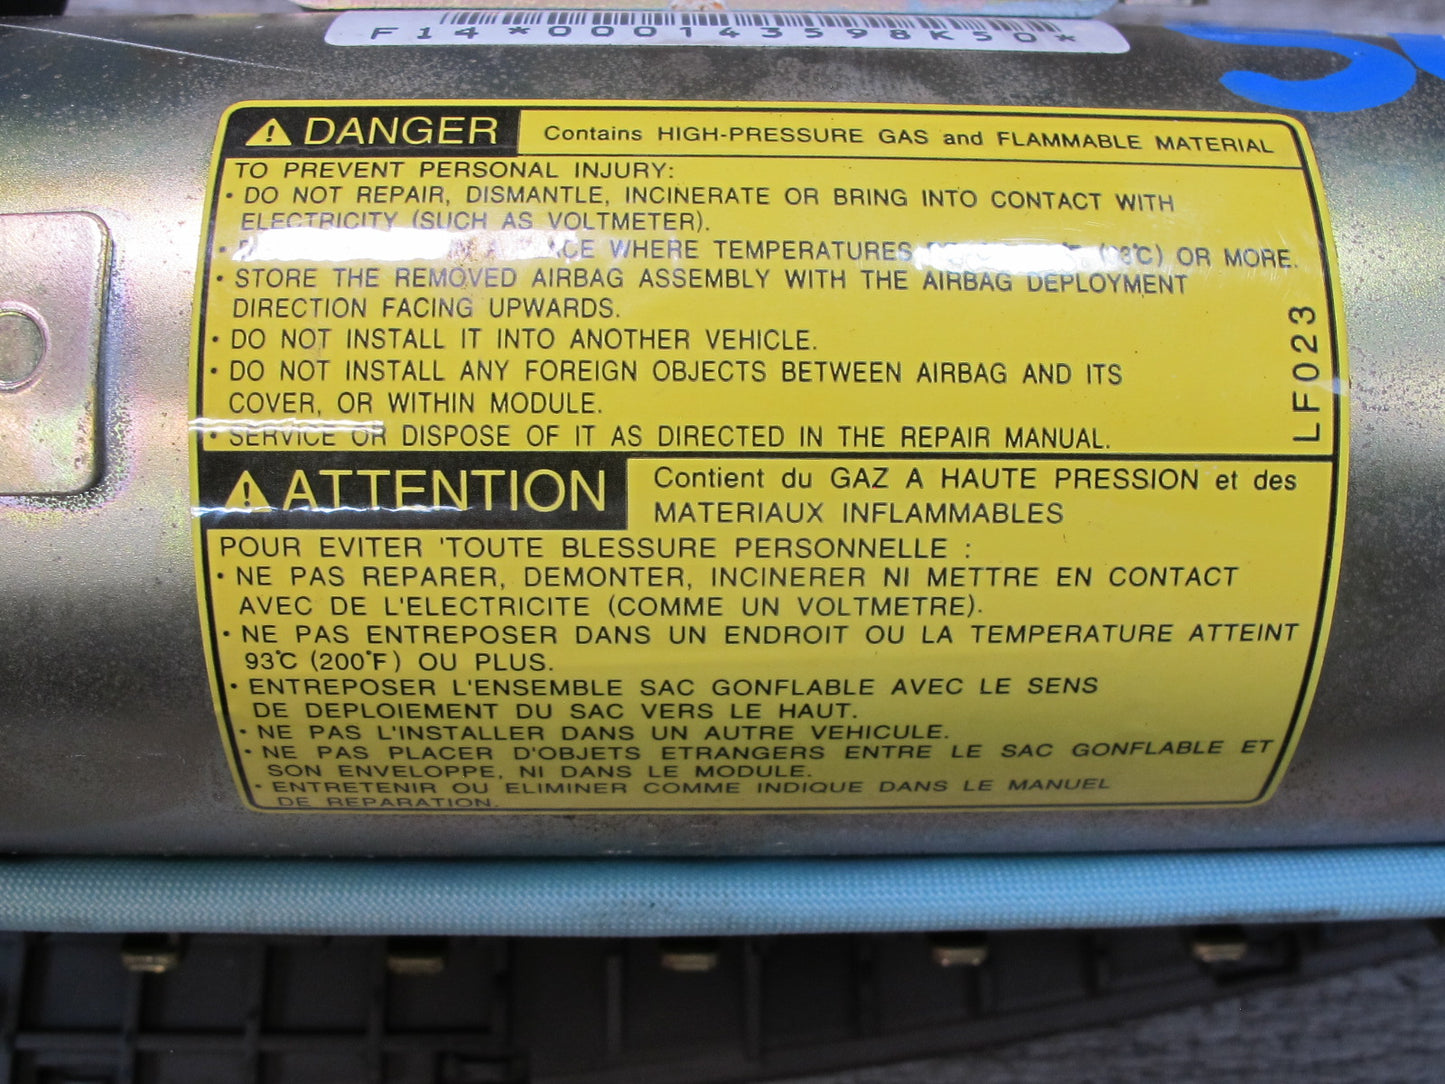 F14*000143598K50*
DANGER Contains HIGH-PRESSURE GAS and FLAMMABLE MATERIAL
TO PREVENT PERSONAL INJURY:
· DO NOT REPAIR, DISMANTLE, INCINERATE OR BRING INTO CONTACT WITH
ELECTRICITY (SUCH AS VOLTMETER).
· WHERE TEMPERATURES OR MORE.
· STORE THE REMOVED AIRBAG ASSEMBLY WITH THE AIRBAG DEPLOYMENT
DIRECTION FACING UPWARDS.
· DO NOT INSTALL IT INTO ANOTHER VEHICLE.
· DO NOT INSTALL ANY FOREIGN OBJECTS BETWEEN AIRBAG AND ITS
COVER, OR WITHIN MODULE.
· SERVICE OR DISPOSE OF IT AS DIRECTED IN THE REPAIR MANUAL.
LF023
ATTENTION Contient du GAZ A HAUTE PRESSION et des
MATERIAUX INFLAMMABLES
POUR EVITER 'TOUTE BLESSURE PERSONNELLE :
· NE PAS REPARER, DEMONTER, INCINERER NI METTRE EN CONTACT
AVEC DE L'ELECTRICITE (COMME UN VOLTMETRE).
· NE PAS ENTREPOSER DANS UN ENDROIT OU LA TEMPERATURE ATTEINT
93°C (200°F) OU PLUS.
· ENTREPOSER L'ENSEMBLE SAC GONFLABLE AVEC LE SENS
DE DEPLOIEMENT DU SAC VERS LE HAUT.
· NE PAS L'INSTALLER DANS UN AUTRE VEHICULE.
· NE PAS PLACER D'OBJETS ETRANGERS ENTRE LE SAC GONFLABLE ET
SON ENVELOPPE, NI DANS LE MODULE.
· ENTRETENIR OU ELIMINER COMME INDIQUE DANS LE MANUEL
DE REPARATION.